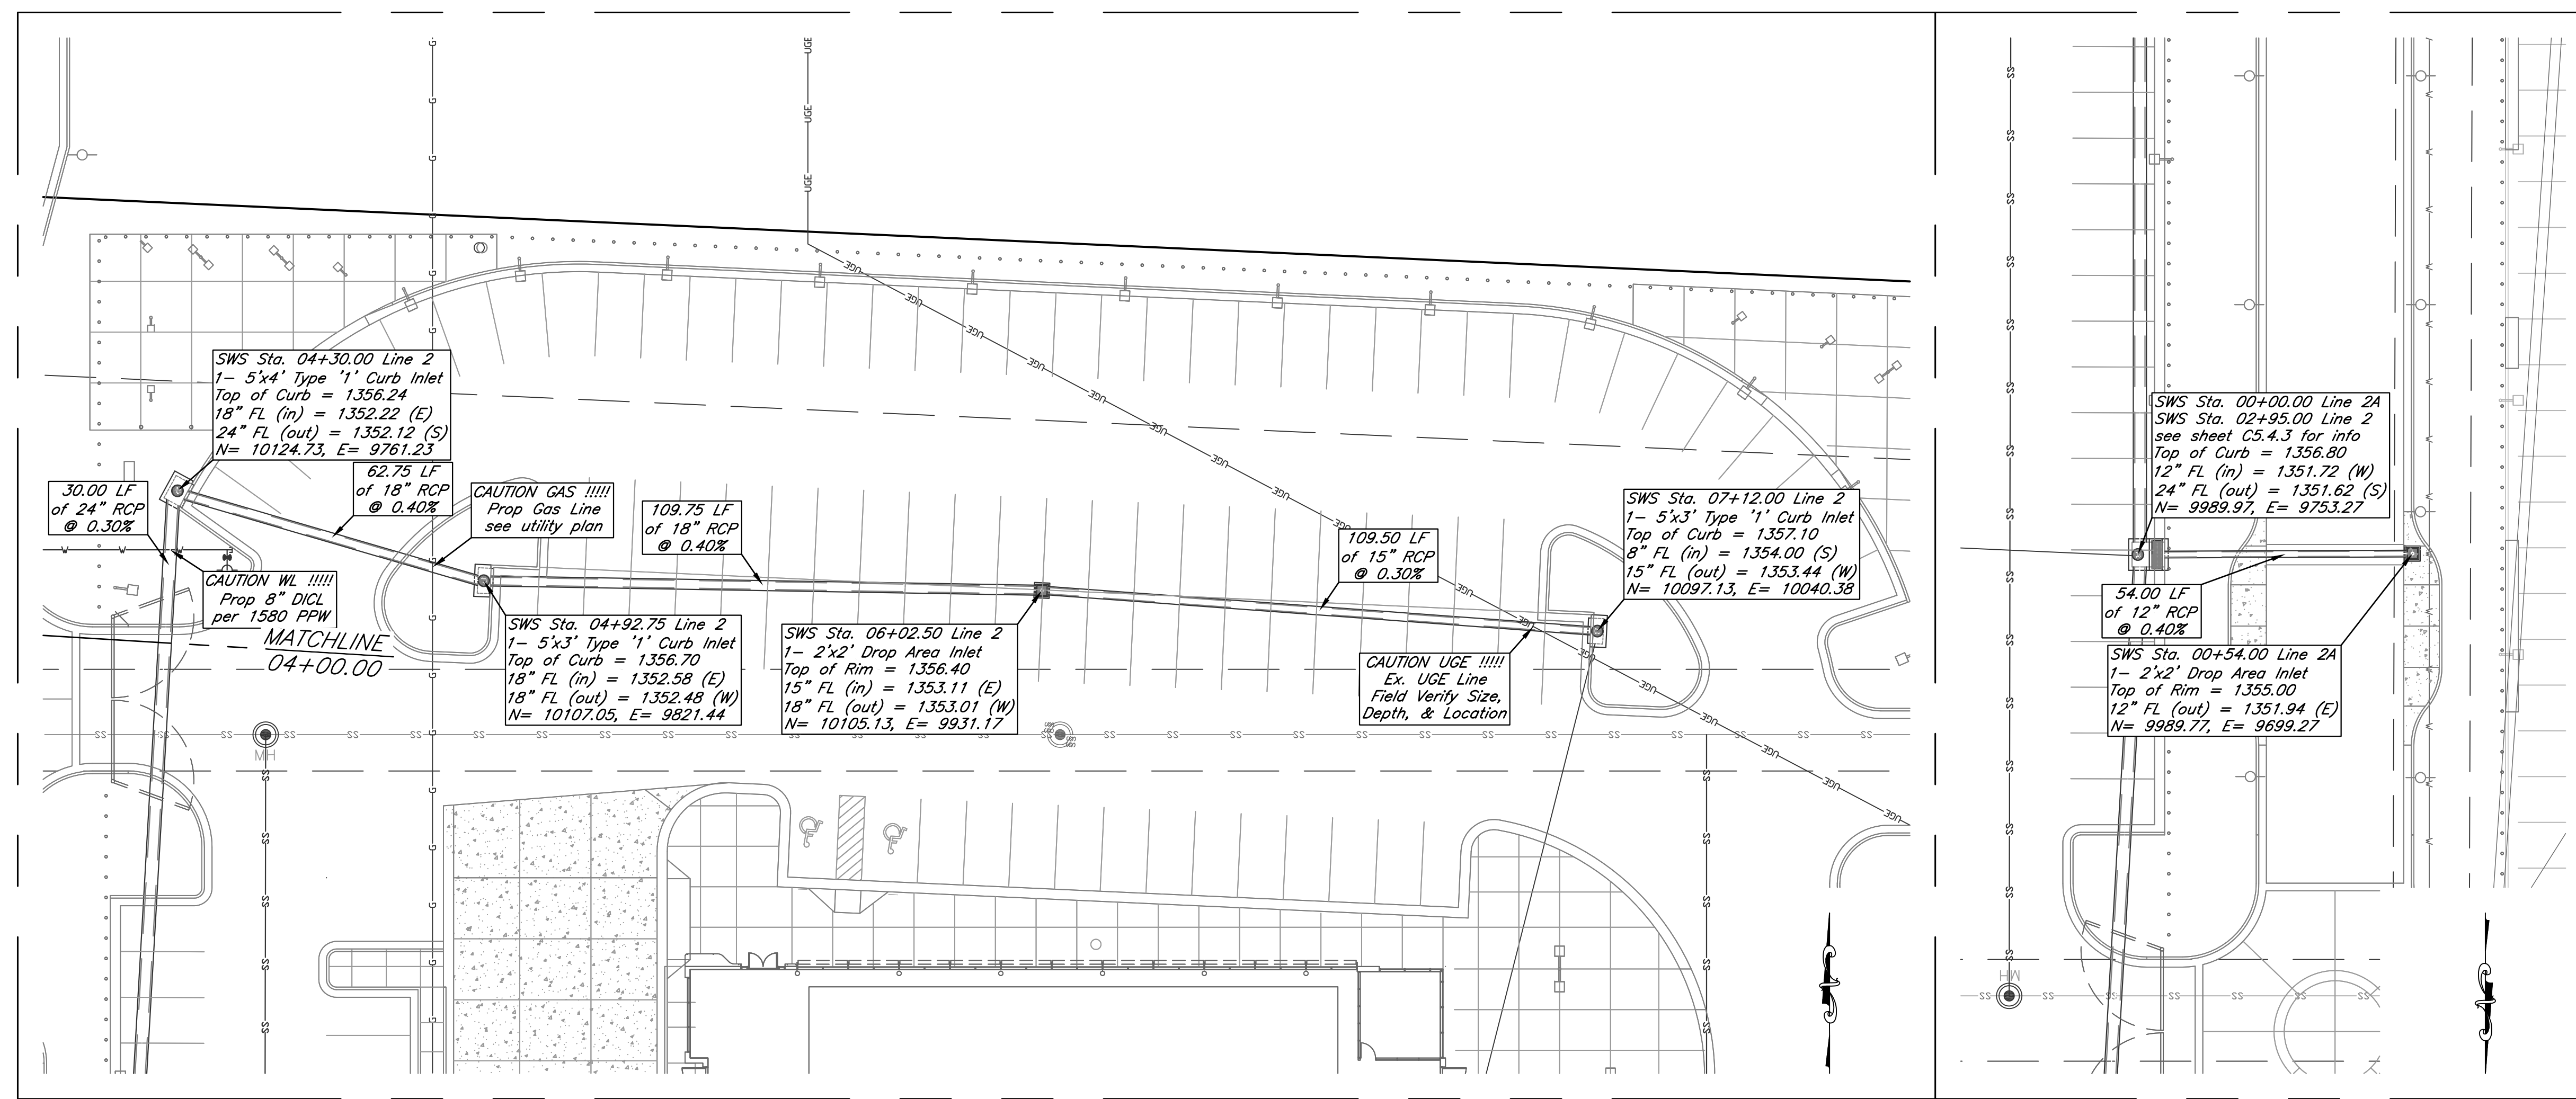 SWS Sta. 04+30.00 Line 2
1- 5'x4' Type '1' Curb Inlet
Top of Curb = 1356.24
18" FL (in) = 1352.22 (E)
24" FL (out) = 1352.12 (S)
N= 10124.73, E= 9761.23
30.00 LF
of 24" RCP
@ 0.30%
62.75 LF
of 18" RCP
@ 0.40%
CAUTION GAS !!!!!
Prop Gas Line
see utility plan
109.75 LF
of 18" RCP
@ 0.40%
109.50 LF
of 15" RCP
@ 0.30%
SWS Sta. 07+12.00 Line 2
1- 5'x3' Type '1' Curb Inlet
Top of Curb = 1357.10
8" FL (in) = 1354.00 (S)
15" FL (out) = 1353.44 (W)
N= 10097.13, E= 10040.38
CAUTION WL !!!!!
Prop 8" DICL
per 1580 PPW
MATCHLINE
04+00.00
SWS Sta. 04+92.75 Line 2
1- 5'x3' Type '1' Curb Inlet
Top of Curb = 1356.70
18" FL (in) = 1352.58 (E)
18" FL (out) = 1352.48 (W)
N= 10107.05, E= 9821.44
SWS Sta. 06+02.50 Line 2
1- 2'x2' Drop Area Inlet
Top of Rim = 1356.40
15" FL (in) = 1353.11 (E)
18" FL (out) = 1353.01 (W)
N= 10105.13, E= 9931.17
CAUTION UGE !!!!!
Ex. UGE Line
Field Verify Size,
Depth, & Location
MH
SWS Sta. 00+00.00 Line 2A
SWS Sta. 02+95.00 Line 2
see sheet C5.4.3 for info
Top of Curb = 1356.80
12" FL (in) = 1351.72 (W)
24" FL (out) = 1351.62 (S)
N= 9989.97, E= 9753.27
54.00 LF
of 12" RCP
@ 0.40%
SWS Sta. 00+54.00 Line 2A
1- 2'x2' Drop Area Inlet
Top of Rim = 1355.00
12" FL (out) = 1351.94 (E)
N= 9989.77, E= 9699.27
MH